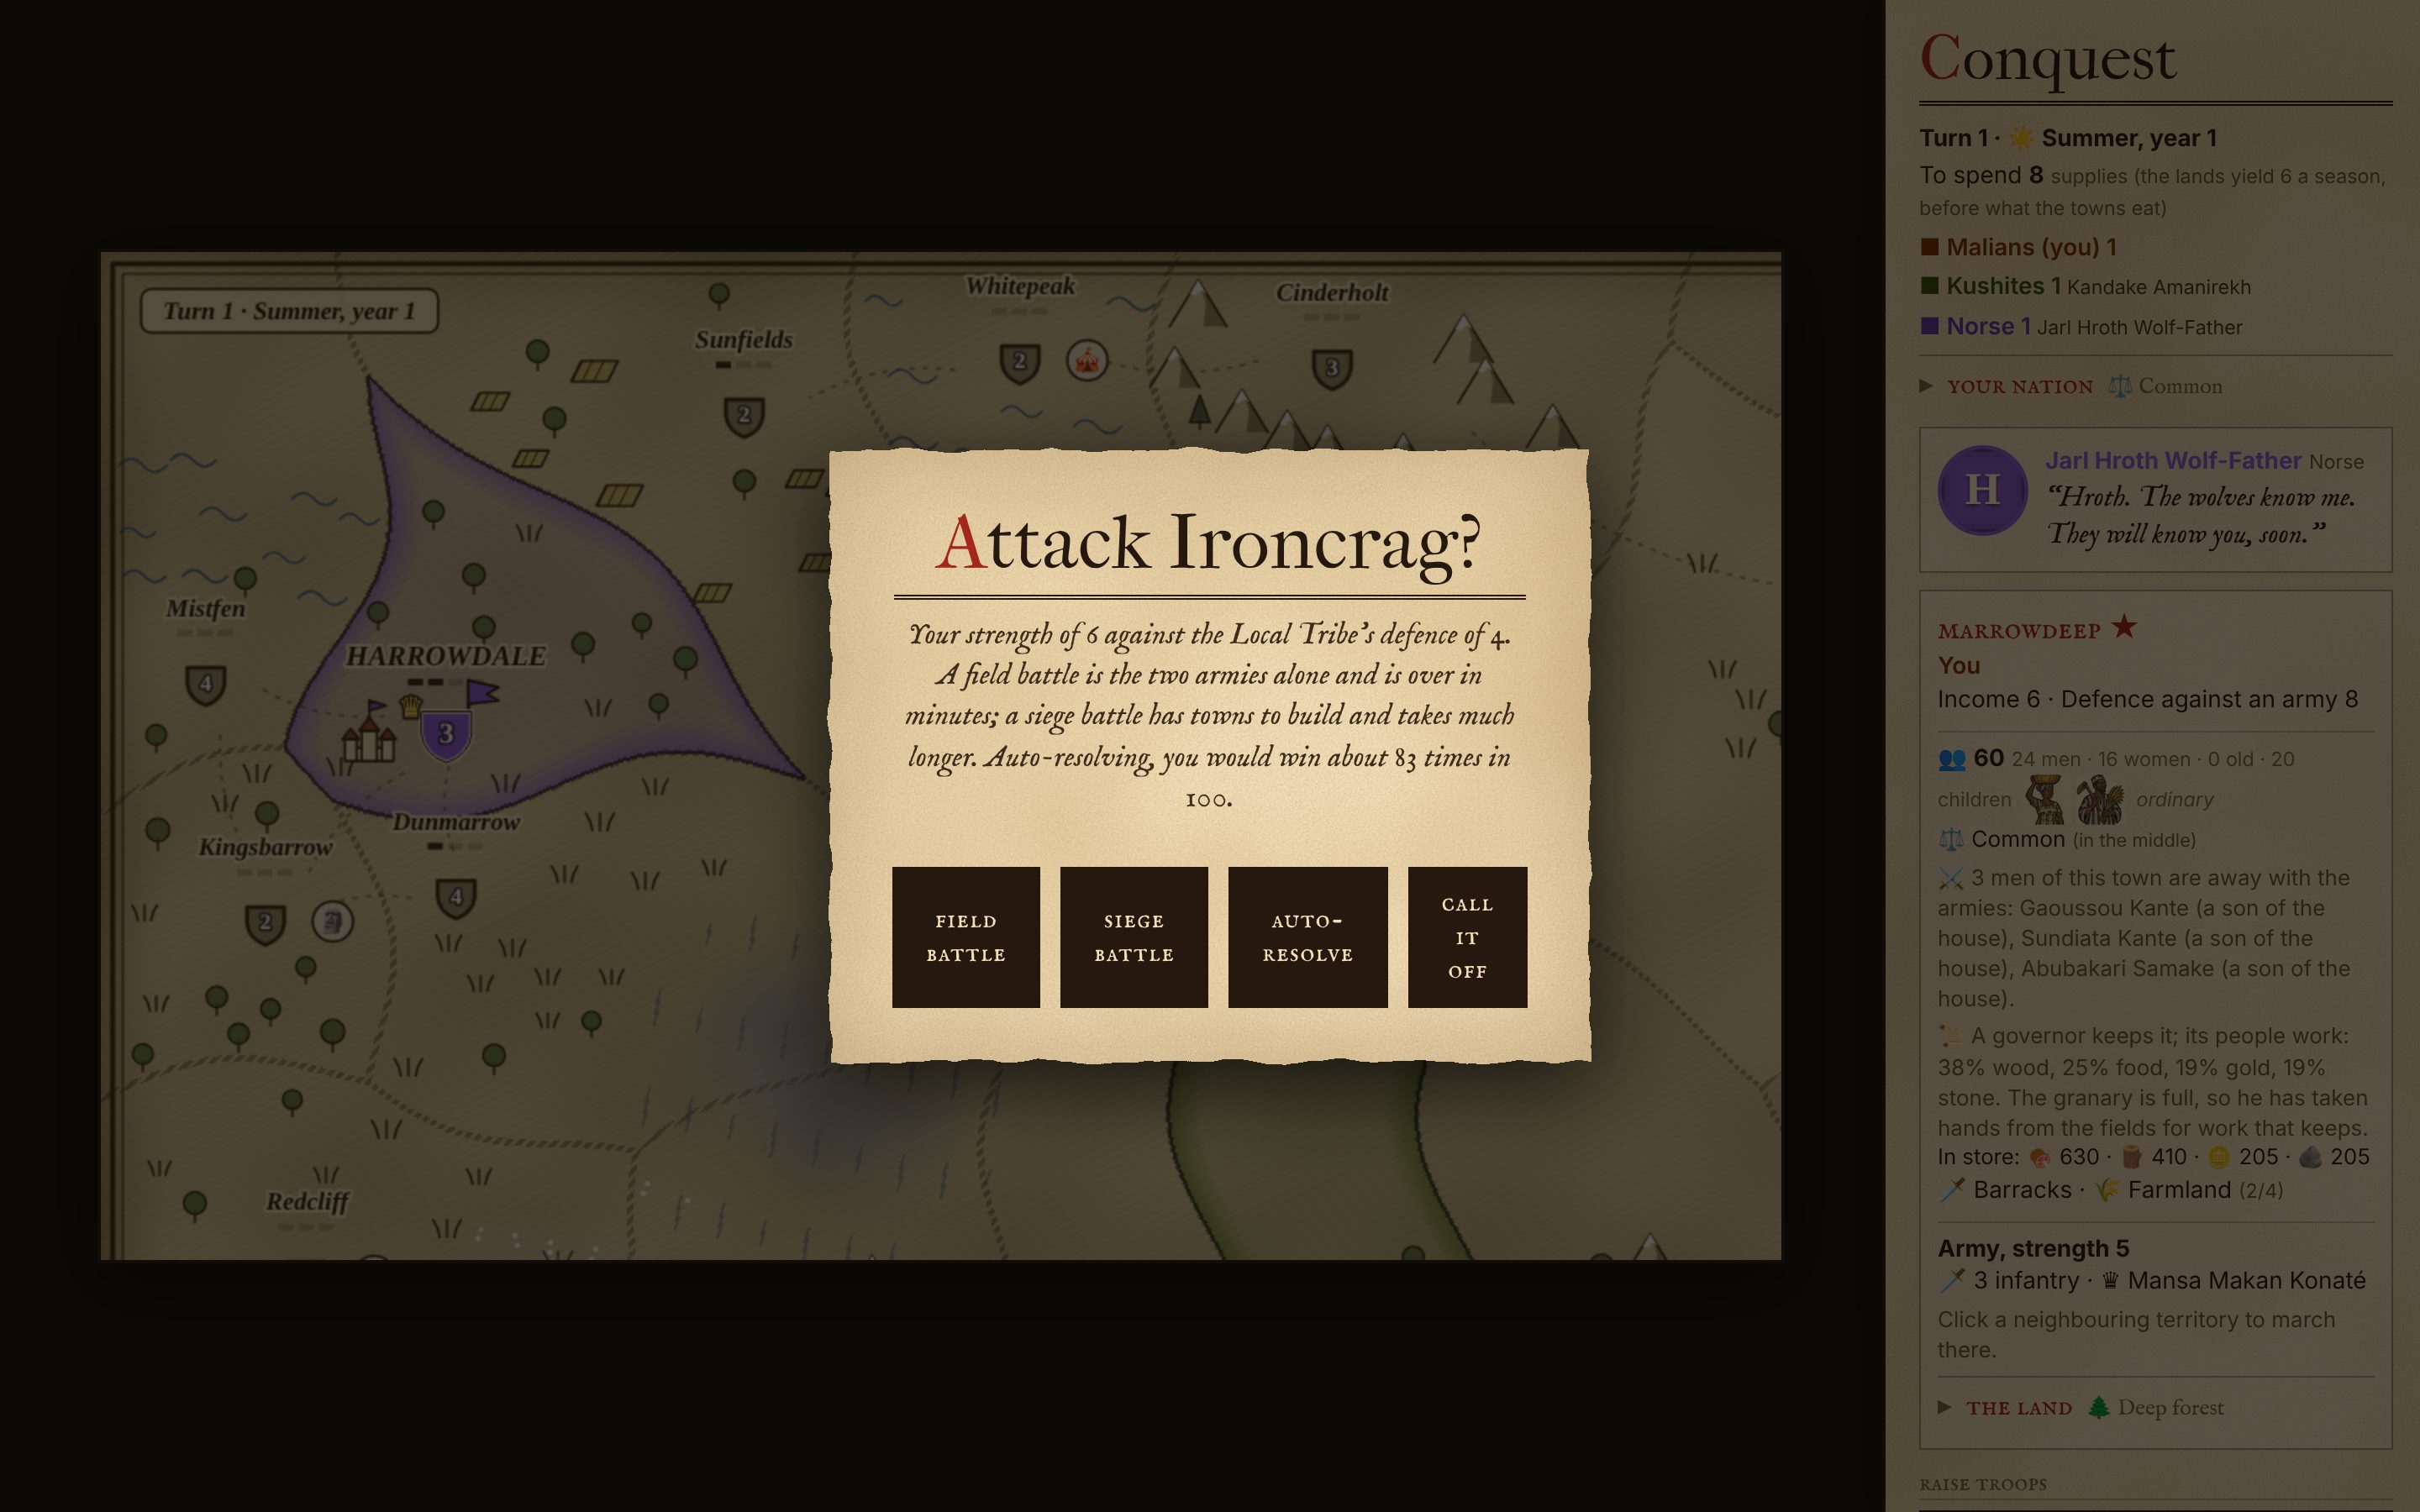 Turn 1 · Summer, year 1
Whitepeak
Cinderholt
Sunfields
2
3
2
Mistfen
4
HARROWDALE
3
Dunmarrow
Kingsbarrow
4
2
Redcliff
Attack Ironcrag?
Your strength of 6 against the Local Tribe's defence of 4.
A field battle is the two armies alone and is over in
minutes; a siege battle has towns to build and takes much
longer. Auto-resolving, you would win about 83 times in
100.
FIELD
BATTLE
SIEGE
BATTLE
AUTO-
RESOLVE
CALL
IT
OFF
Conquest
Turn 1 · ☀️ Summer, year 1
To spend 8 supplies (the lands yield 6 a season,
before what the towns eat)
Malians (you) 1
Kushites 1 Kandake Amanirekh
Norse 1 Jarl Hroth Wolf-Father
▶ YOUR NATION ⚖️ Common
H
Jarl Hroth Wolf-Father Norse
“Hroth. The wolves know me.
They will know you, soon.”
MARROWDEEP ★
You
Income 6 · Defence against an army 8
👥 60 24 men · 16 women · 0 old · 20
children ordinary
⚖️ Common (in the middle)
⚔️ 3 men of this town are away with the
armies: Gaoussou Kante (a son of the
house), Sundiata Kante (a son of the
house), Abubakari Samake (a son of the
house).
📜 A governor keeps it; its people work:
38% wood, 25% food, 19% gold, 19%
stone. The granary is full, so he has taken
hands from the fields for work that keeps.
In store: 🍖 630 · 🪵 410 · 🪙 205 · 🪨 205
🗡️ Barracks · 🌾 Farmland (2/4)
Army, strength 5
🗡️ 3 infantry · ♛ Mansa Makan Konaté
Click a neighbouring territory to march
there.
▶ THE LAND 🌲 Deep forest
RAISE TROOPS